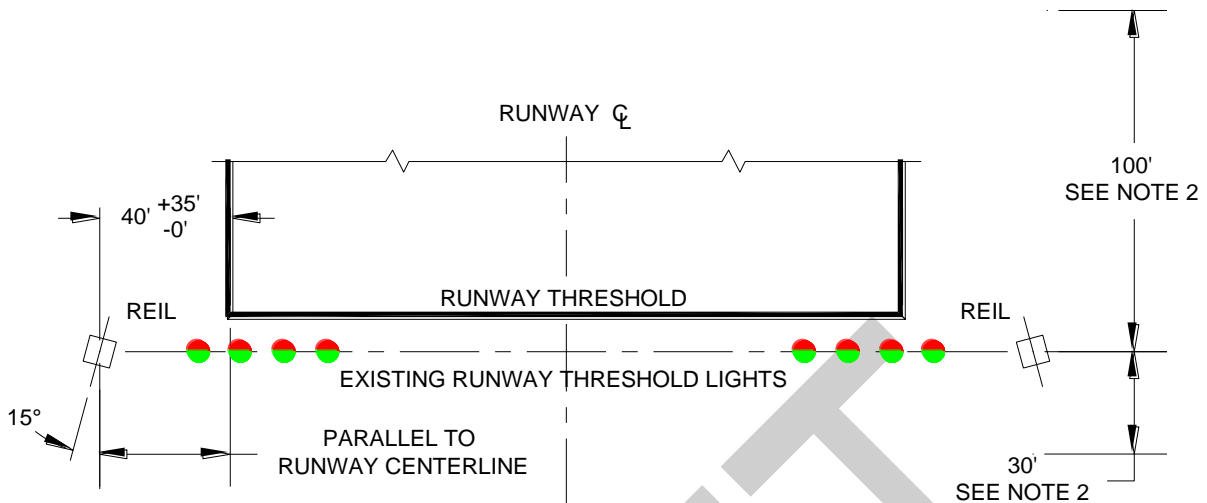 RUNWAY ℄
100'
SEE NOTE 2
40' +35'
-0'
RUNWAY THRESHOLD
REIL
REIL
EXISTING RUNWAY THRESHOLD LIGHTS
15°
PARALLEL TO
RUNWAY CENTERLINE
30'
SEE NOTE 2